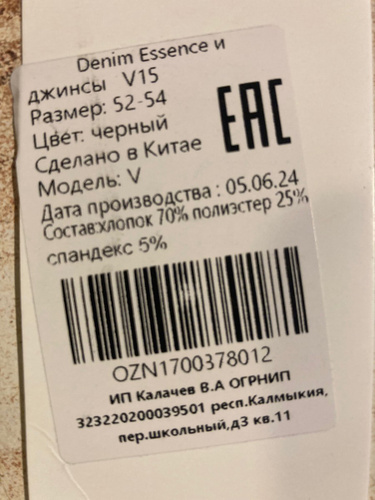 Denim Essence и
джинсы V15
Размер: 52-54
Цвет: черный
Сделано в Китае
Модель: V
Дата производства : 05.06.24
Состав:хлопок 70% полиэстер 25%
спандекс 5%
EAC
OZN1700378012
ИП Калачев В.А ОГРНИП
323220200039501 респ.Калмыкия,
пер.школьный,д3 кв.11